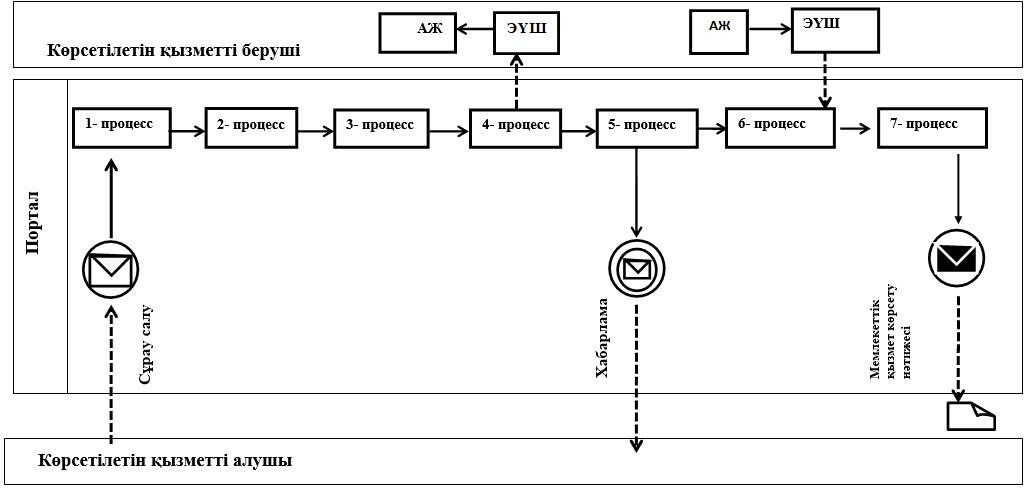 АЖ
ЭҮШ
АЖ
ЭҮШ
Көрсетілетін қызметті беруші
Портал
1- процесс
2- процесс
3- процесс
4- процесс
5- процесс
6- процесс
7- процесс
Сұрау салу
Хабарлама
Мемлекеттік
қызмет көрсету
нәтижесі
Көрсетілетін қызметті алушы